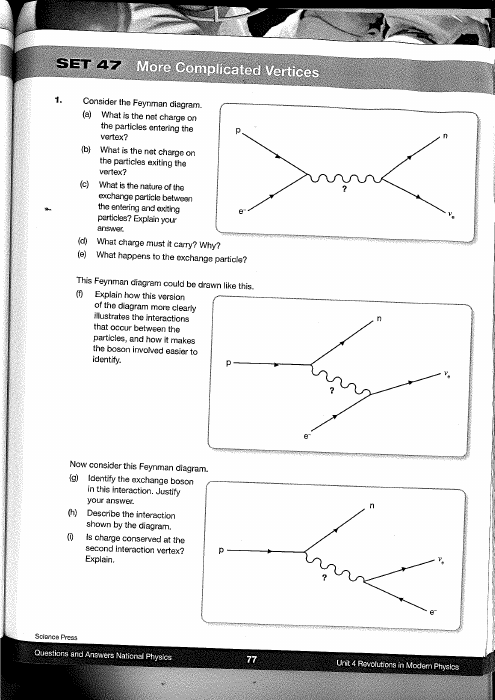 SET 47 More Complicated Vertices
1. Consider the Feynman diagram.
(a) What is the net charge on
the particles entering the
vertex?
(b) What is the net charge on
the particles exiting the
vertex?
(c) What is the nature of the
exchange particle between
the entering and exiting
particles? Explain your
answer.
(d) What charge must it carry? Why?
(e) What happens to the exchange particle?
p
n
?
e⁻
νₑ
This Feynman diagram could be drawn like this.
(f) Explain how this version
of the diagram more clearly
illustrates the interactions
that occur between the
particles, and how it makes
the boson involved easier to
identify.
n
p
νₑ
?
e⁻
Now consider this Feynman diagram.
(g) Identify the exchange boson
in this interaction. Justify
your answer.
(h) Describe the interaction
shown by the diagram.
(i) Is charge conserved at the
second interaction vertex?
Explain.
n
p
νₑ
?
e⁻
Science Press
Questions and Answers National Physics
77
Unit 4 Revolutions in Modern Physics